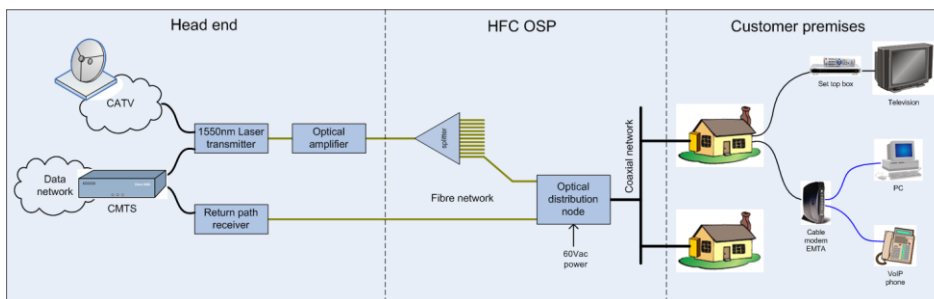 Head end
HFC OSP
Customer premises
CATV
1550nm Laser
transmitter
Optical
amplifier
splitter
Data
network
CMTS
Return path
receiver
Fibre network
Optical
distribution
node
60Vac
power
Coaxial network
Set top box
Television
PC
Cable
modem
EMTA
VoIP
phone